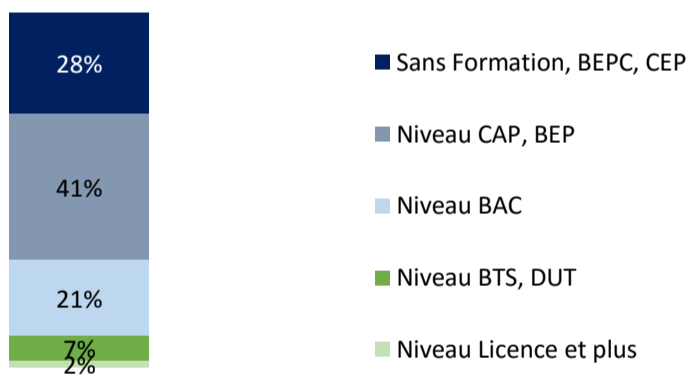 28%
41%
21%
7%
2%
Sans Formation, BEPC, CEP
Niveau CAP, BEP
Niveau BAC
Niveau BTS, DUT
Niveau Licence et plus